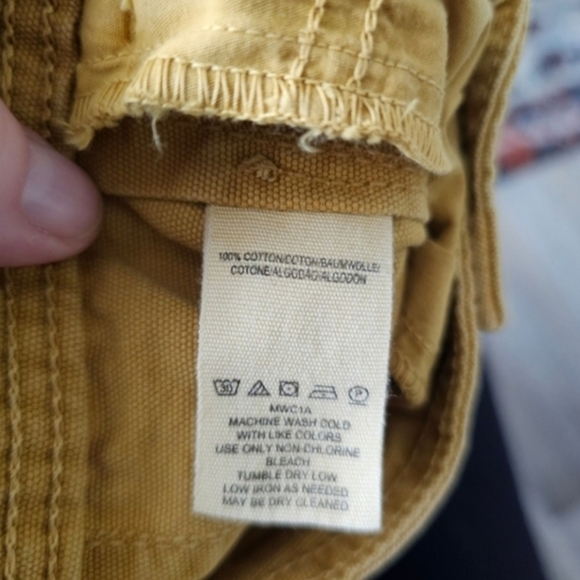 100% COTTON/COTON/BAUMWOLLE/
COTONE/ALGODÃO/ALGODON
30 P
MWC1A
MACHINE WASH COLD
WITH LIKE COLORS
USE ONLY NON-CHLORINE
BLEACH
TUMBLE DRY LOW
LOW IRON AS NEEDED
MAY BE DRY CLEANED